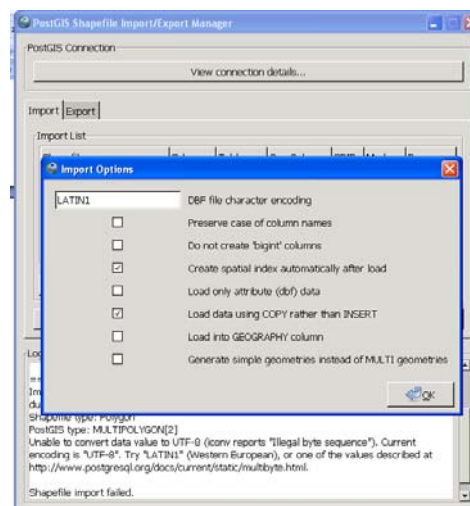 PostGIS Shapefile Import/Export Manager
PostGIS Connection
View connection details...
Import Export
Import List
Import Options
LATIN1 DBF file character encoding
Preserve case of column names
Do not create 'bigint' columns
Create spatial index automatically after load
Load only attribute (dbf) data
Load data using COPY rather than INSERT
Load into GEOGRAPHY column
Generate simple geometries instead of MULTI geometries
OK
Shapefile type: Polygon
PostGIS type: MULTIPOLYGON[2]
Unable to convert data value to UTF-8 (iconv reports "Illegal byte sequence"). Current
encoding is "UTF-8". Try "LATIN1" (Western European), or one of the values described at
http://www.postgresql.org/docs/current/static/multibyte.html.
Shapefile import failed.